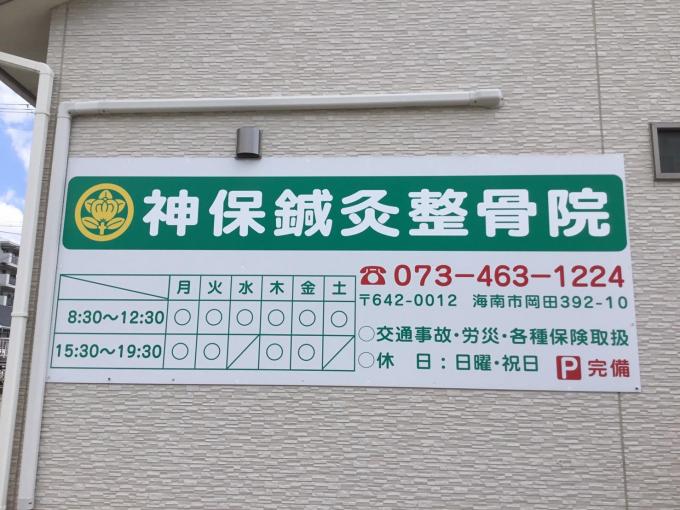 神保鍼灸整骨院
☎073-463-1224
〒642-0012 海南市岡田392-10
月 火 水 木 金 土
8:30～12:30 ○ ○ ○ ○ ○ ○
15:30～19:30 ○ ○ ／ ○ ○ ／
○交通事故・労災・各種保険取扱
○休 日：日曜・祝日 P 完備